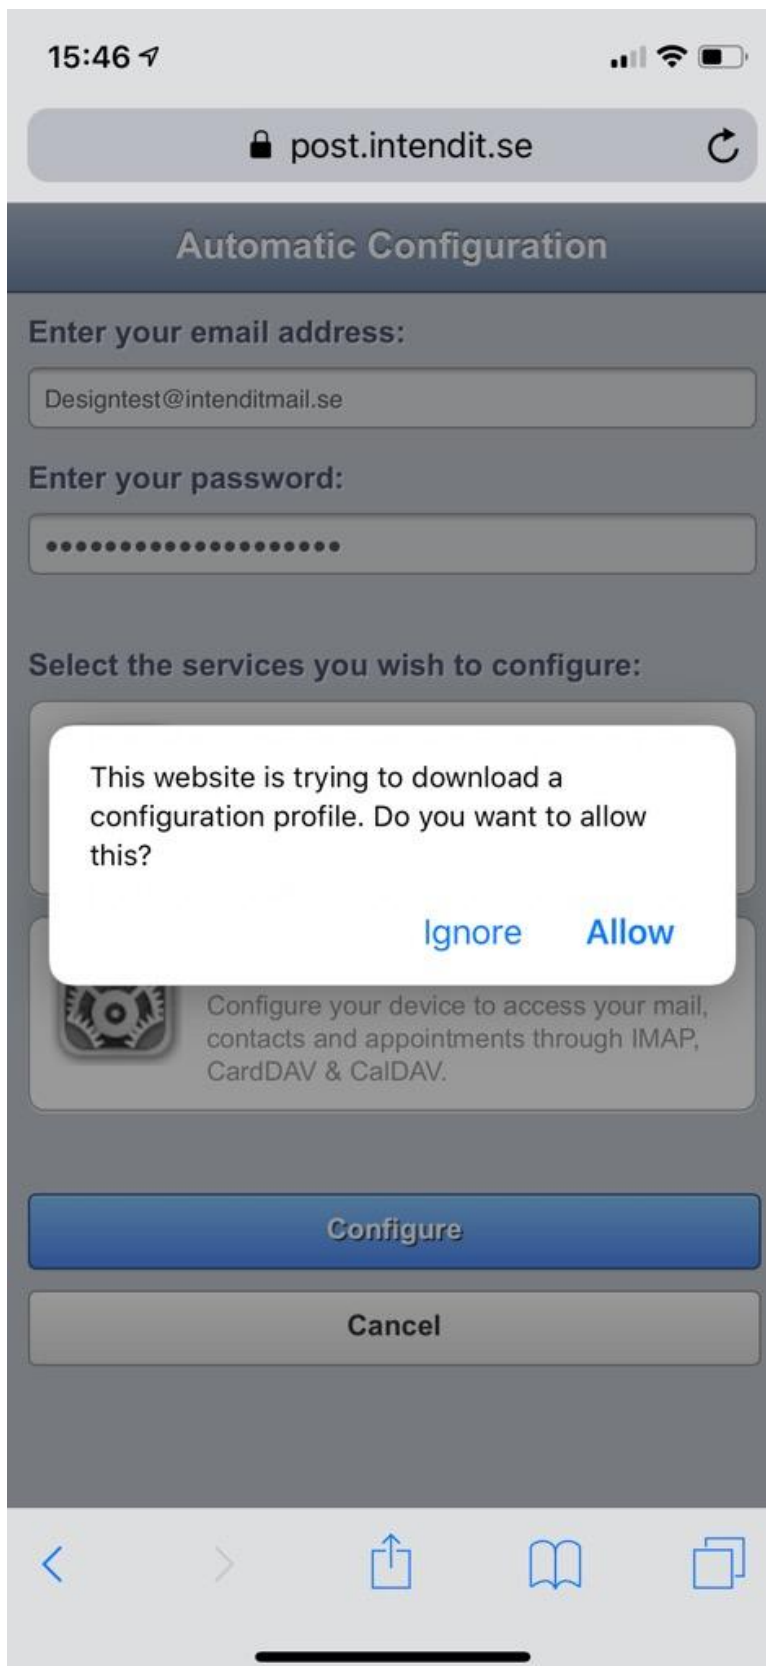 15:46
post.intendit.se
Automatic Configuration
Enter your email address:
Designtest@intenditmail.se
Enter your password:
••••••••••••••••••••
Select the services you wish to configure:
This website is trying to download a
configuration profile. Do you want to allow
this?
Ignore Allow
Configure your device to access your mail,
contacts and appointments through IMAP,
CardDAV & CalDAV.
Configure
Cancel